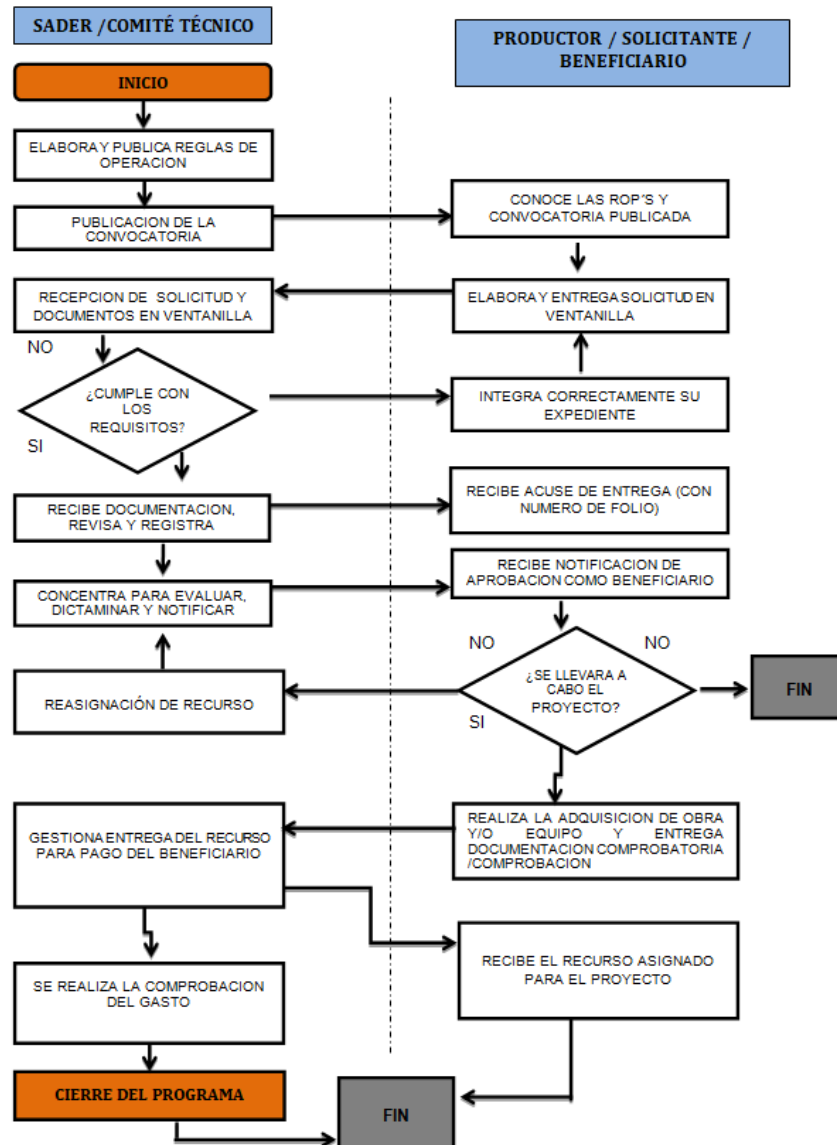 SADER /COMITÉ TÉCNICO
PRODUCTOR / SOLICITANTE /
BENEFICIARIO
INICIO
ELABORA Y PUBLICA REGLAS DE
OPERACION
PUBLICACION DE LA
CONVOCATORIA
CONOCE LAS ROP´S Y
CONVOCATORIA PUBLICADA
RECEPCION DE SOLICITUD Y
DOCUMENTOS EN VENTANILLA
ELABORA Y ENTREGA SOLICITUD EN
VENTANILLA
NO
¿CUMPLE CON
LOS
REQUISITOS?
SI
INTEGRA CORRECTAMENTE SU
EXPEDIENTE
RECIBE DOCUMENTACION,
REVISA Y REGISTRA
RECIBE ACUSE DE ENTREGA (CON
NUMERO DE FOLIO)
CONCENTRA PARA EVALUAR,
DICTAMINAR Y NOTIFICAR
RECIBE NOTIFICACION DE
APROBACION COMO BENEFICIARIO
NO
NO
¿SE LLEVARA A
CABO EL
PROYECTO?
SI
FIN
REASIGNACIÓN DE RECURSO
GESTIONA ENTREGA DEL RECURSO
PARA PAGO DEL BENEFICIARIO
REALIZA LA ADQUISICION DE OBRA
Y/O EQUIPO Y ENTREGA
DOCUMENTACION COMPROBATORIA
/COMPROBACION
SE REALIZA LA COMPROBACION
DEL GASTO
RECIBE EL RECURSO ASIGNADO
PARA EL PROYECTO
CIERRE DEL PROGRAMA
FIN